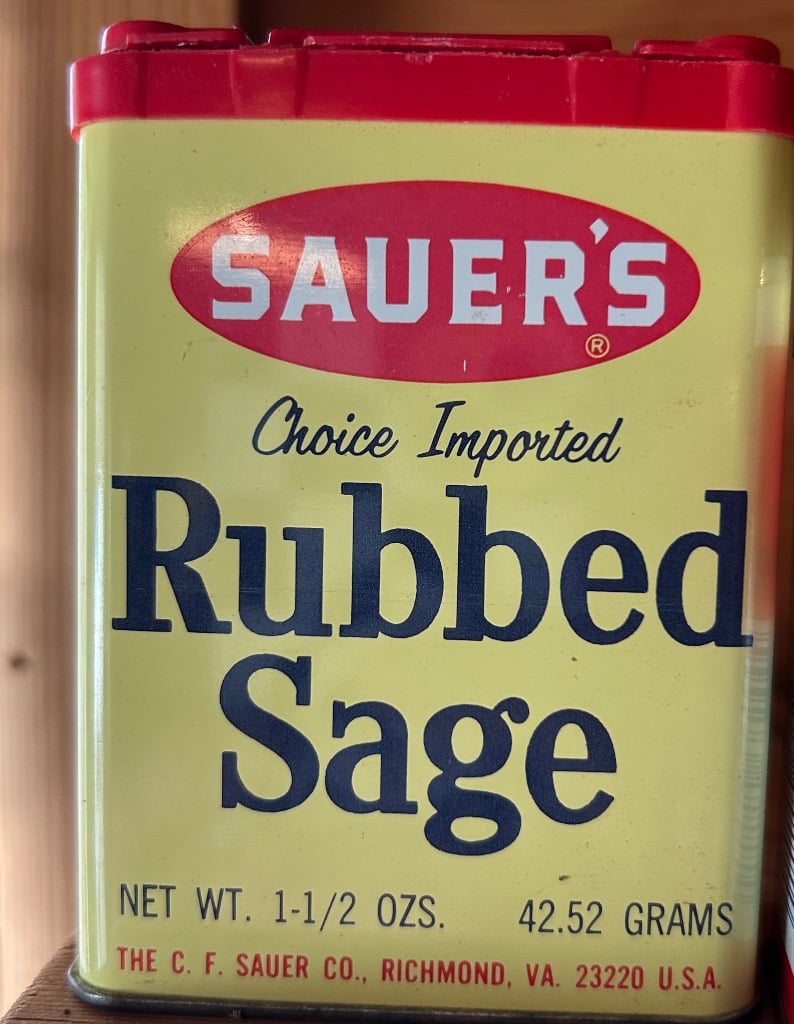 SAUER'S
®
Choice Imported
Rubbed
Sage
NET WT. 1-1/2 OZS. 42.52 GRAMS
THE C. F. SAUER CO., RICHMOND, VA. 23220 U.S.A.